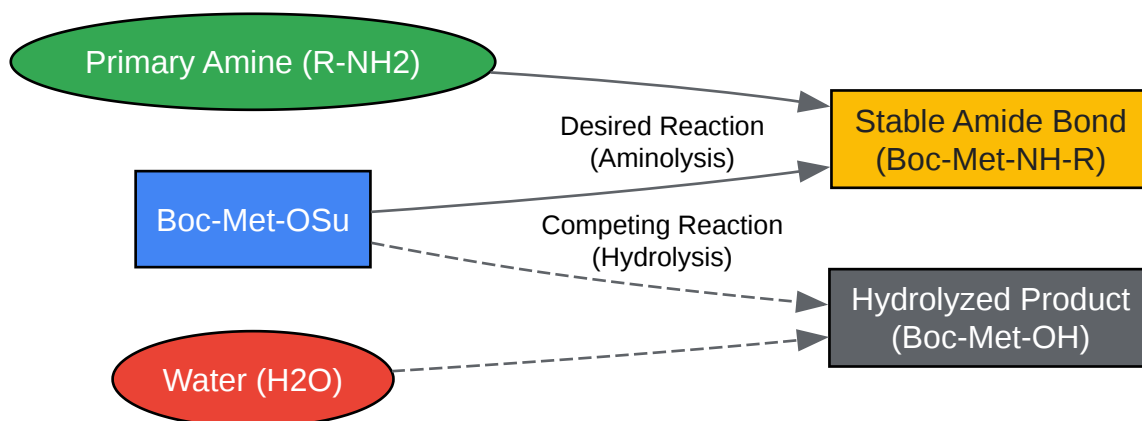 Primary Amine (R-NH2)
Desired Reaction
(Aminolysis)
Stable Amide Bond
(Boc-Met-NH-R)
Boc-Met-OSu
Competing Reaction
(Hydrolysis)
Hydrolyzed Product
(Boc-Met-OH)
Water (H2O)